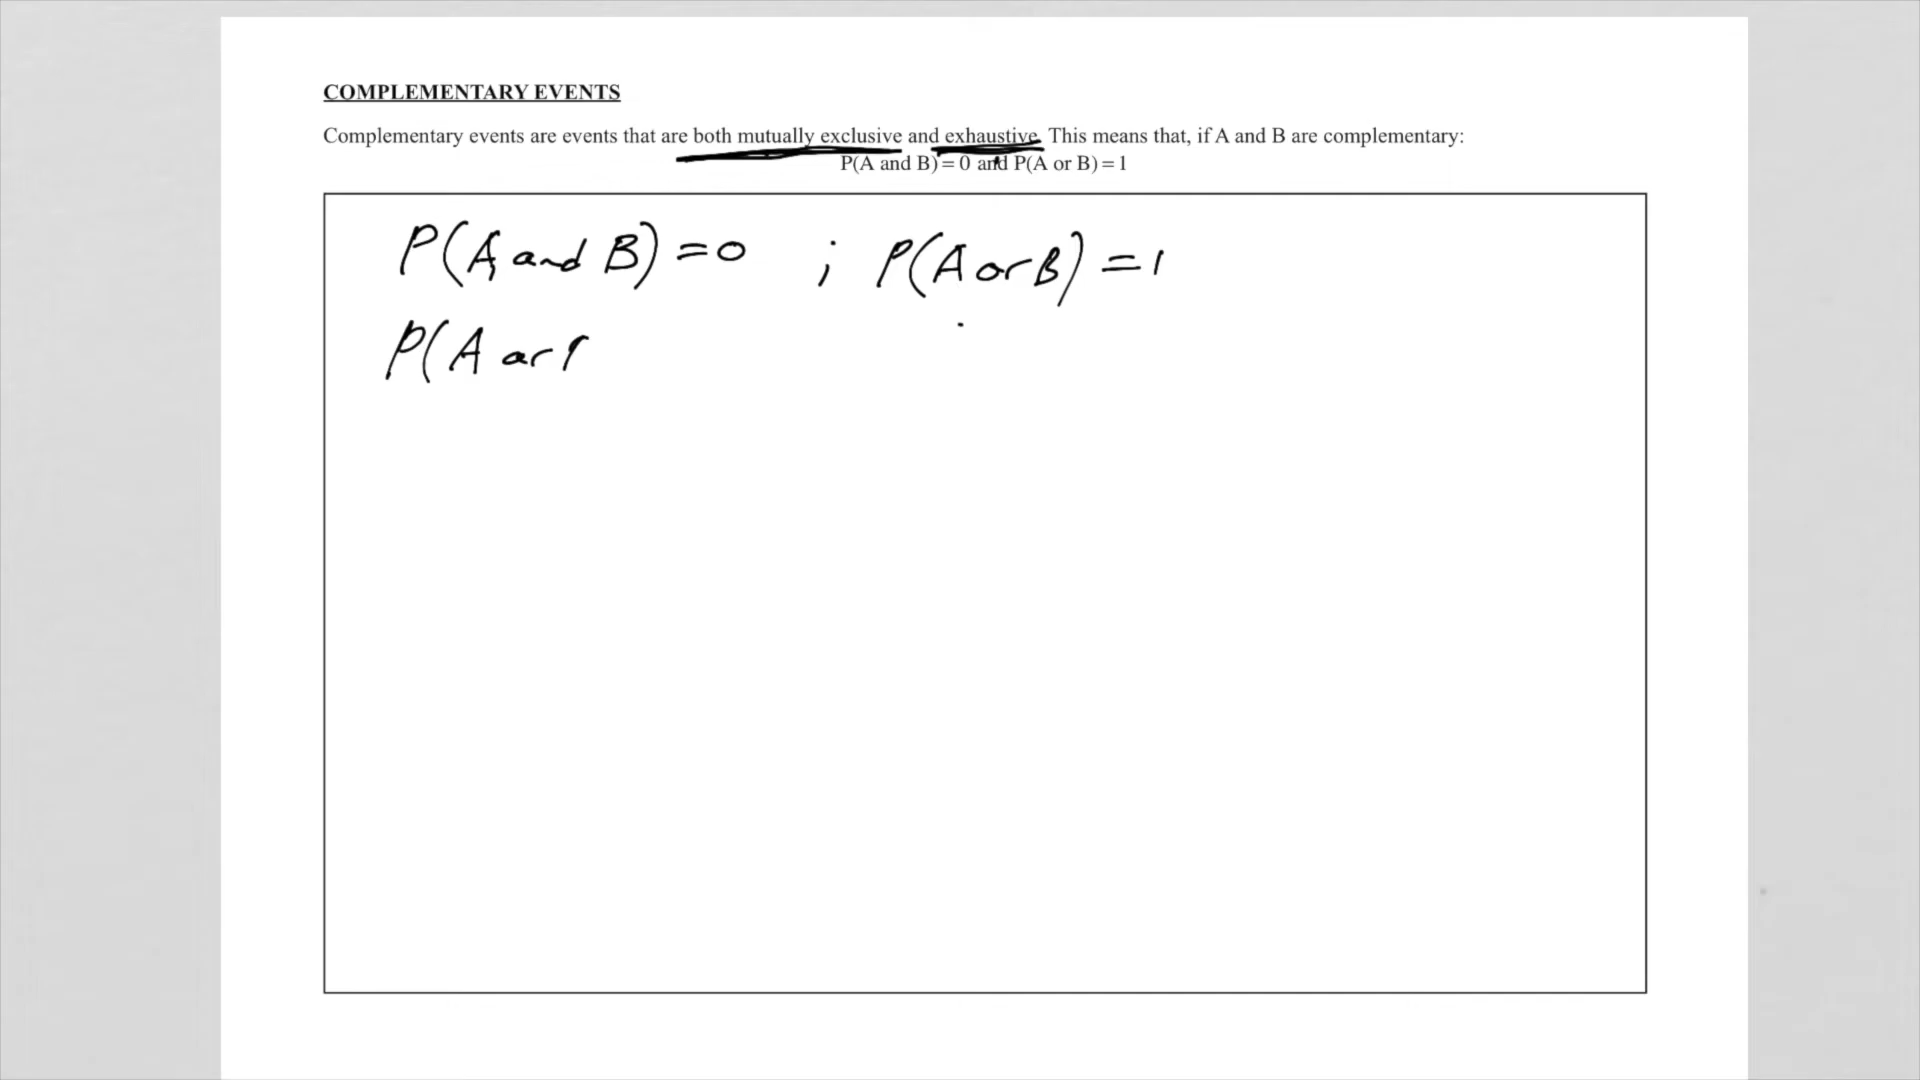 COMPLEMENTARY EVENTS
Complementary events are events that are both mutually exclusive and exhaustive. This means that, if A and B are complementary:
P(A and B) = 0 and P(A or B) = 1
P(A and B) = 0 ; P(A or B) = 1
P(A or